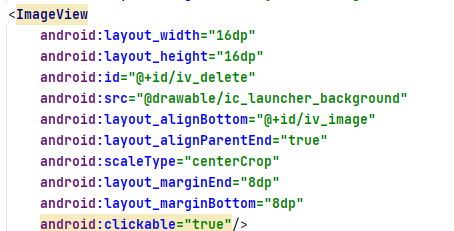 <ImageView
android:layout_width="16dp"
android:layout_height="16dp"
android:id="@+id/iv_delete"
android:src="@drawable/ic_launcher_background"
android:layout_alignBottom="@+id/iv_image"
android:layout_alignParentEnd="true"
android:scaleType="centerCrop"
android:layout_marginEnd="8dp"
android:layout_marginBottom="8dp"
android:clickable="true"/>